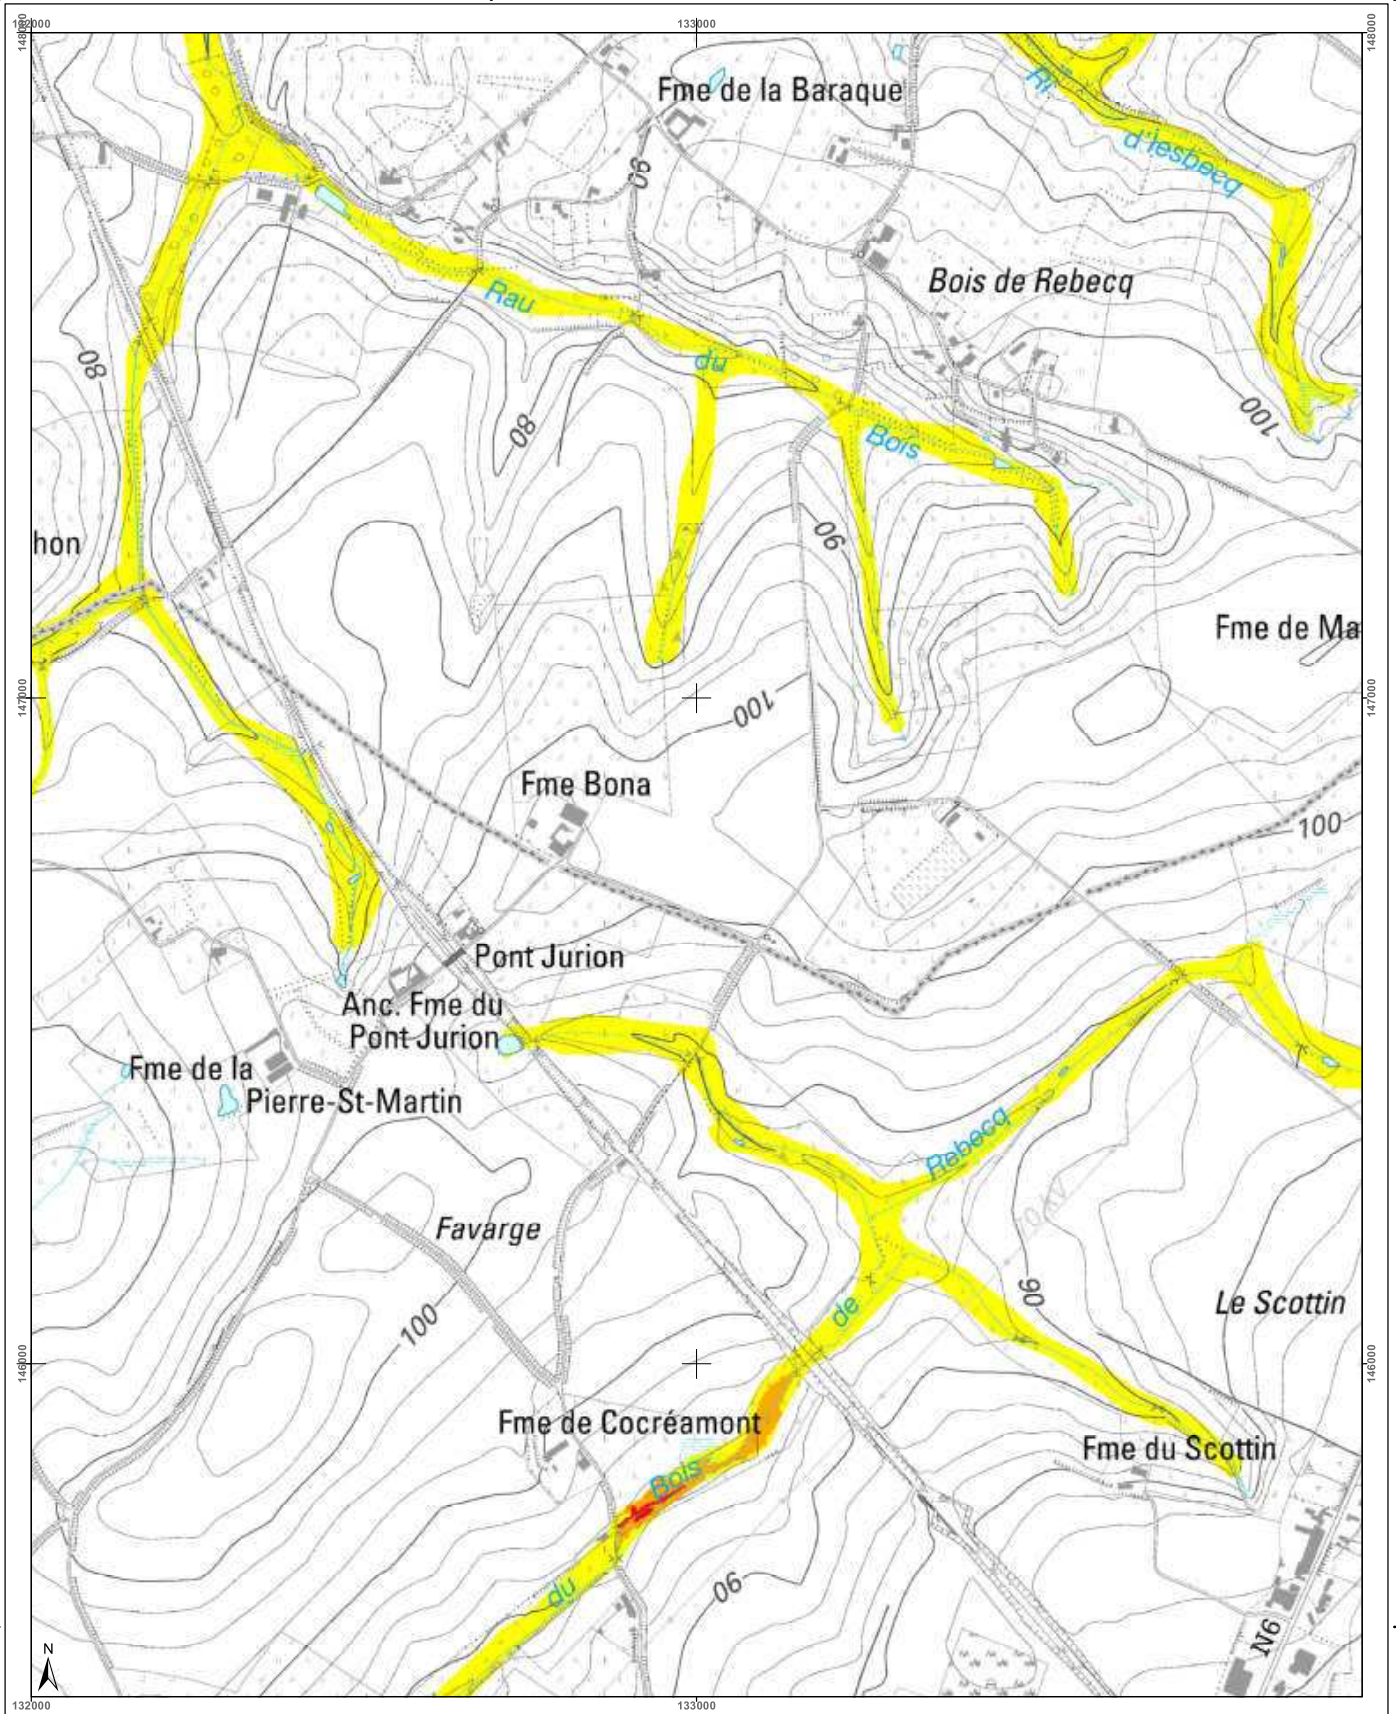 132000
133000
148000
148000
Fme de la Baraque
Ri
d'Iesbecq
90
Bois de Rebecq
Rau
du
80
80
100
Bois
hon
90
Fme de Ma
147000
147000
100
Fme Bona
100
Pont Jurion
Anc. Fme du
Pont Jurion
Fme de la
Pierre-St-Martin
Rebecq
70 kV
Favarge
90
de
Le Scottin
100
146000
146000
Fme de Cocréamont
Fme du Scottin
Bois
90
du
N6
N
132000
133000